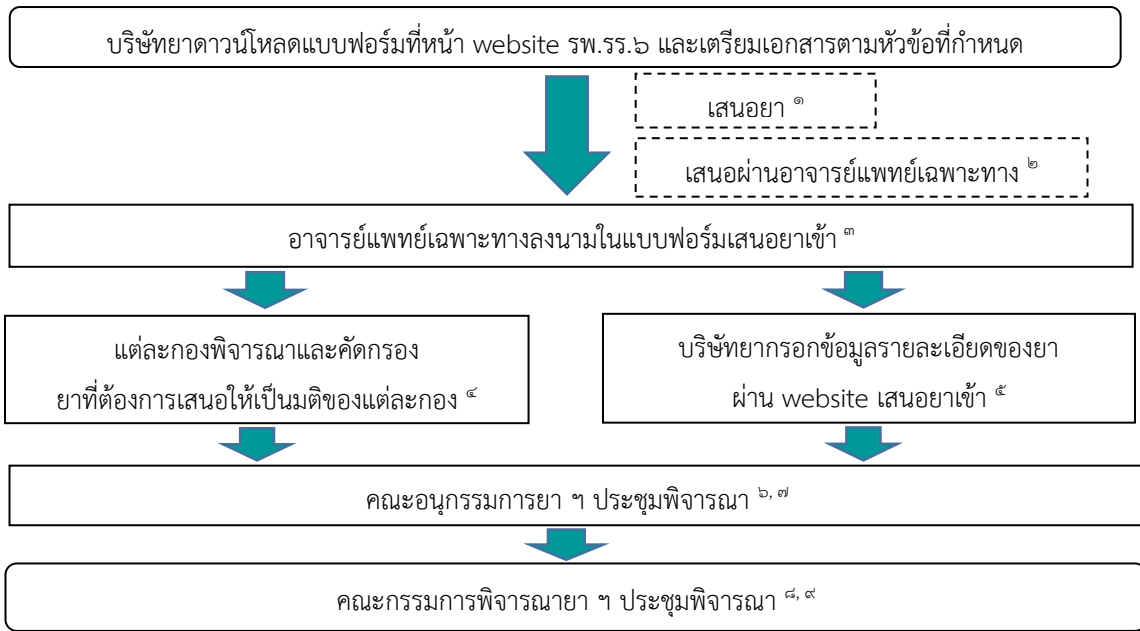 บริษัทยาดาวน์โหลดแบบฟอร์มที่หน้า website รพ.รร.๖ และเตรียมเอกสารตามหัวข้อที่กำหนด
เสนอยา ๑
เสนอผ่านอาจารย์แพทย์เฉพาะทาง ๒
อาจารย์แพทย์เฉพาะทางลงนามในแบบฟอร์มเสนอยาเข้า ๓
แต่ละกองพิจารณาและคัดกรอง
ยาที่ต้องการเสนอให้เป็นมติของแต่ละกอง ๔
บริษัทยากรอกข้อมูลรายละเอียดของยา
ผ่าน website เสนอยาเข้า ๕
คณะอนุกรรมการยา ฯ ประชุมพิจารณา ๖, ๗
คณะกรรมการพิจารณายา ฯ ประชุมพิจารณา ๘, ๙